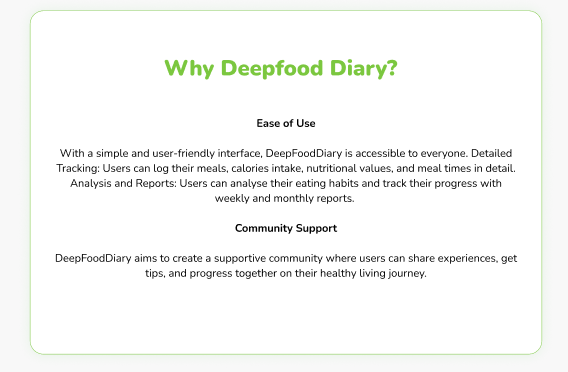 Why Deepfood Diary?
Ease of Use
With a simple and user-friendly interface, DeepFoodDiary is accessible to everyone. Detailed
Tracking: Users can log their meals, calories intake, nutritional values, and meal times in detail.
Analysis and Reports: Users can analyse their eating habits and track their progress with
weekly and monthly reports.
Community Support
DeepFoodDiary aims to create a supportive community where users can share experiences, get
tips, and progress together on their healthy living journey.